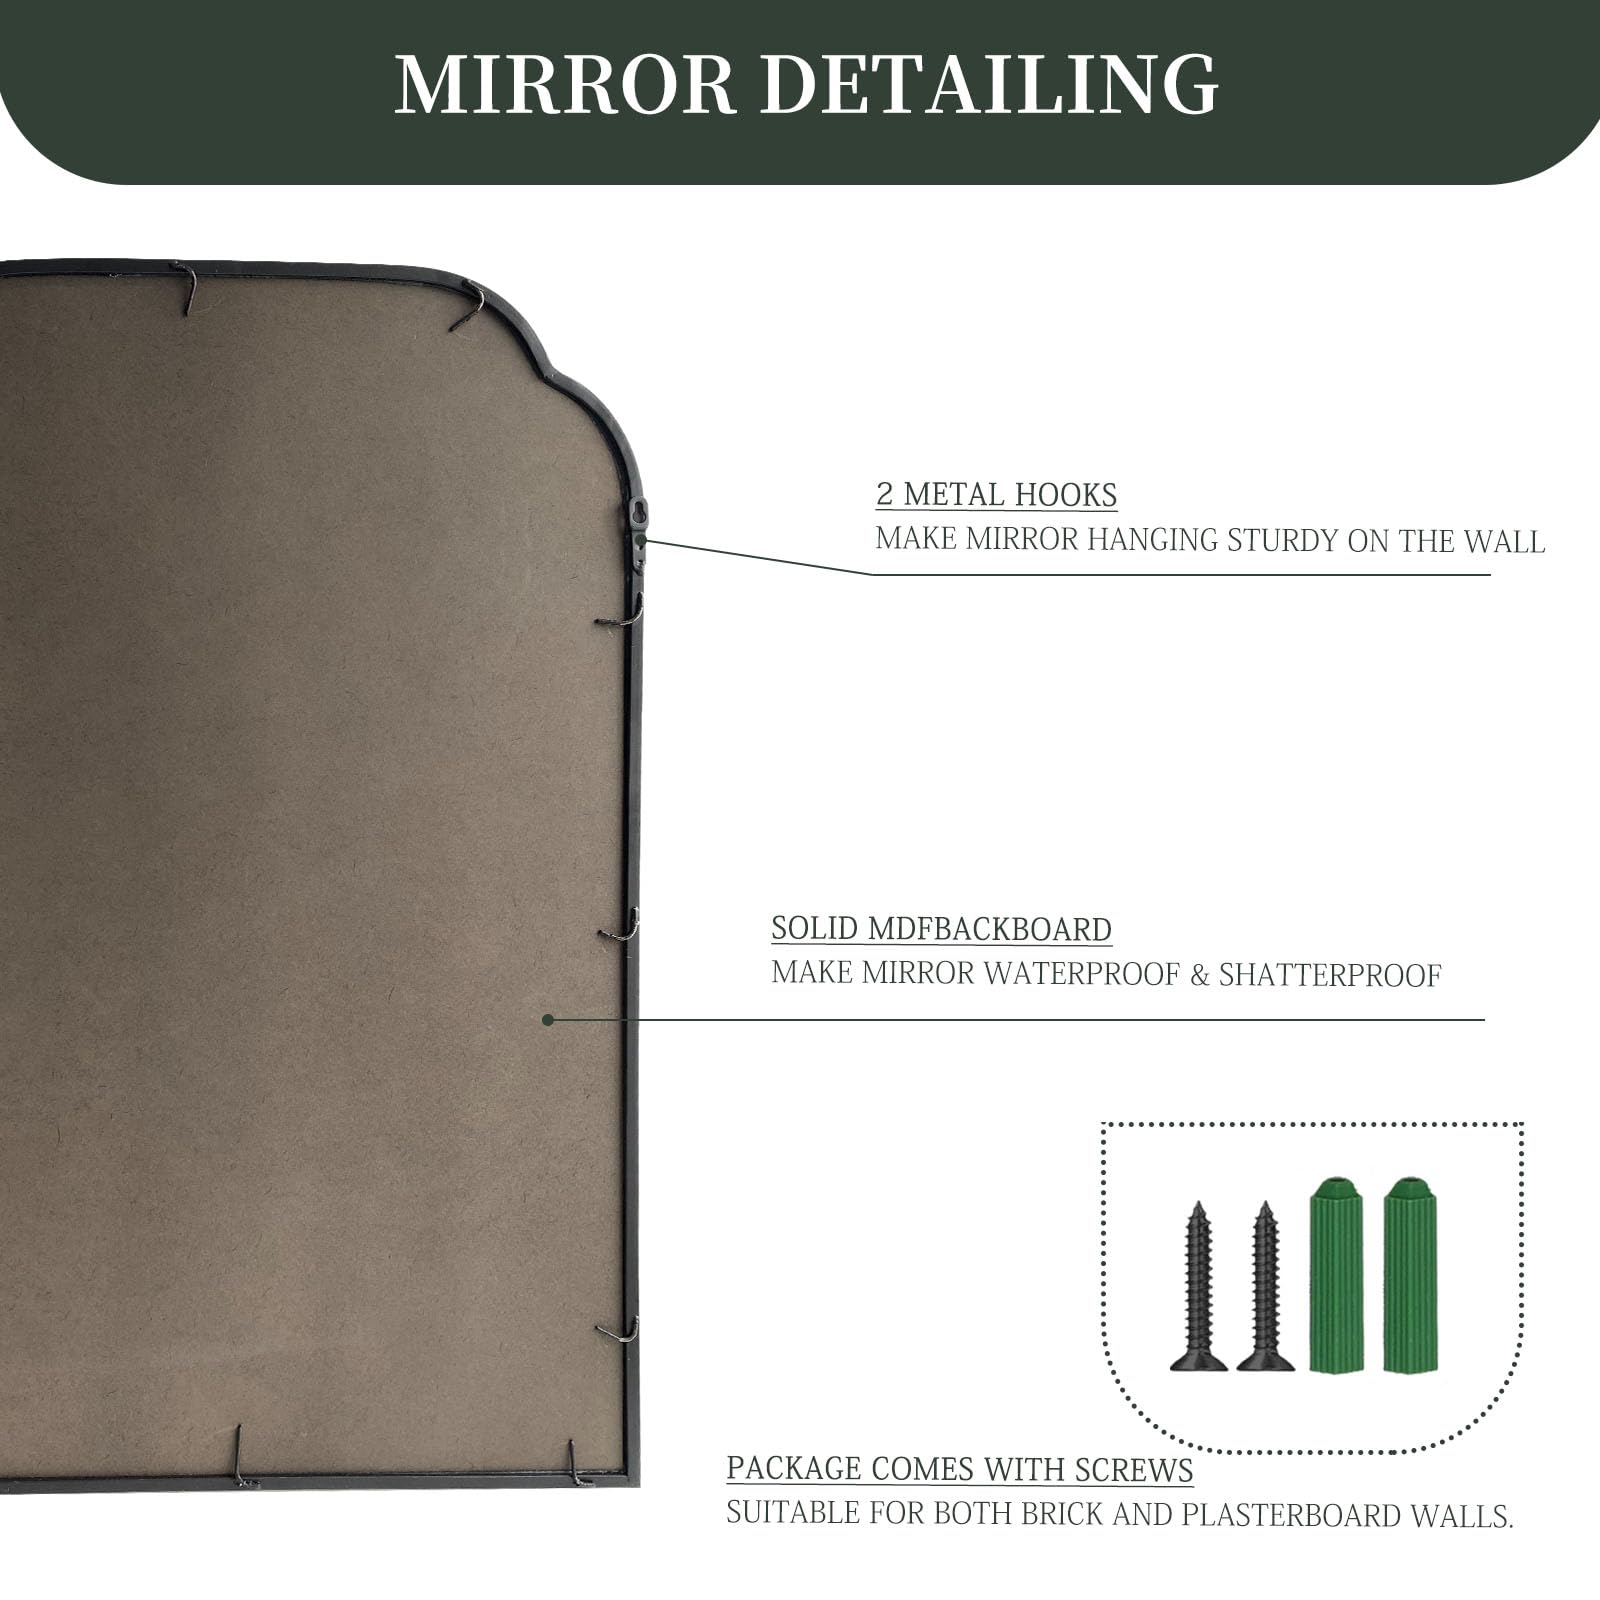 MIRROR DETAILING
2 METAL HOOKS
MAKE MIRROR HANGING STURDY ON THE WALL
SOLID MDFBACKBOARD
MAKE MIRROR WATERPROOF & SHATTERPROOF
PACKAGE COMES WITH SCREWS
SUITABLE FOR BOTH BRICK AND PLASTERBOARD WALLS.